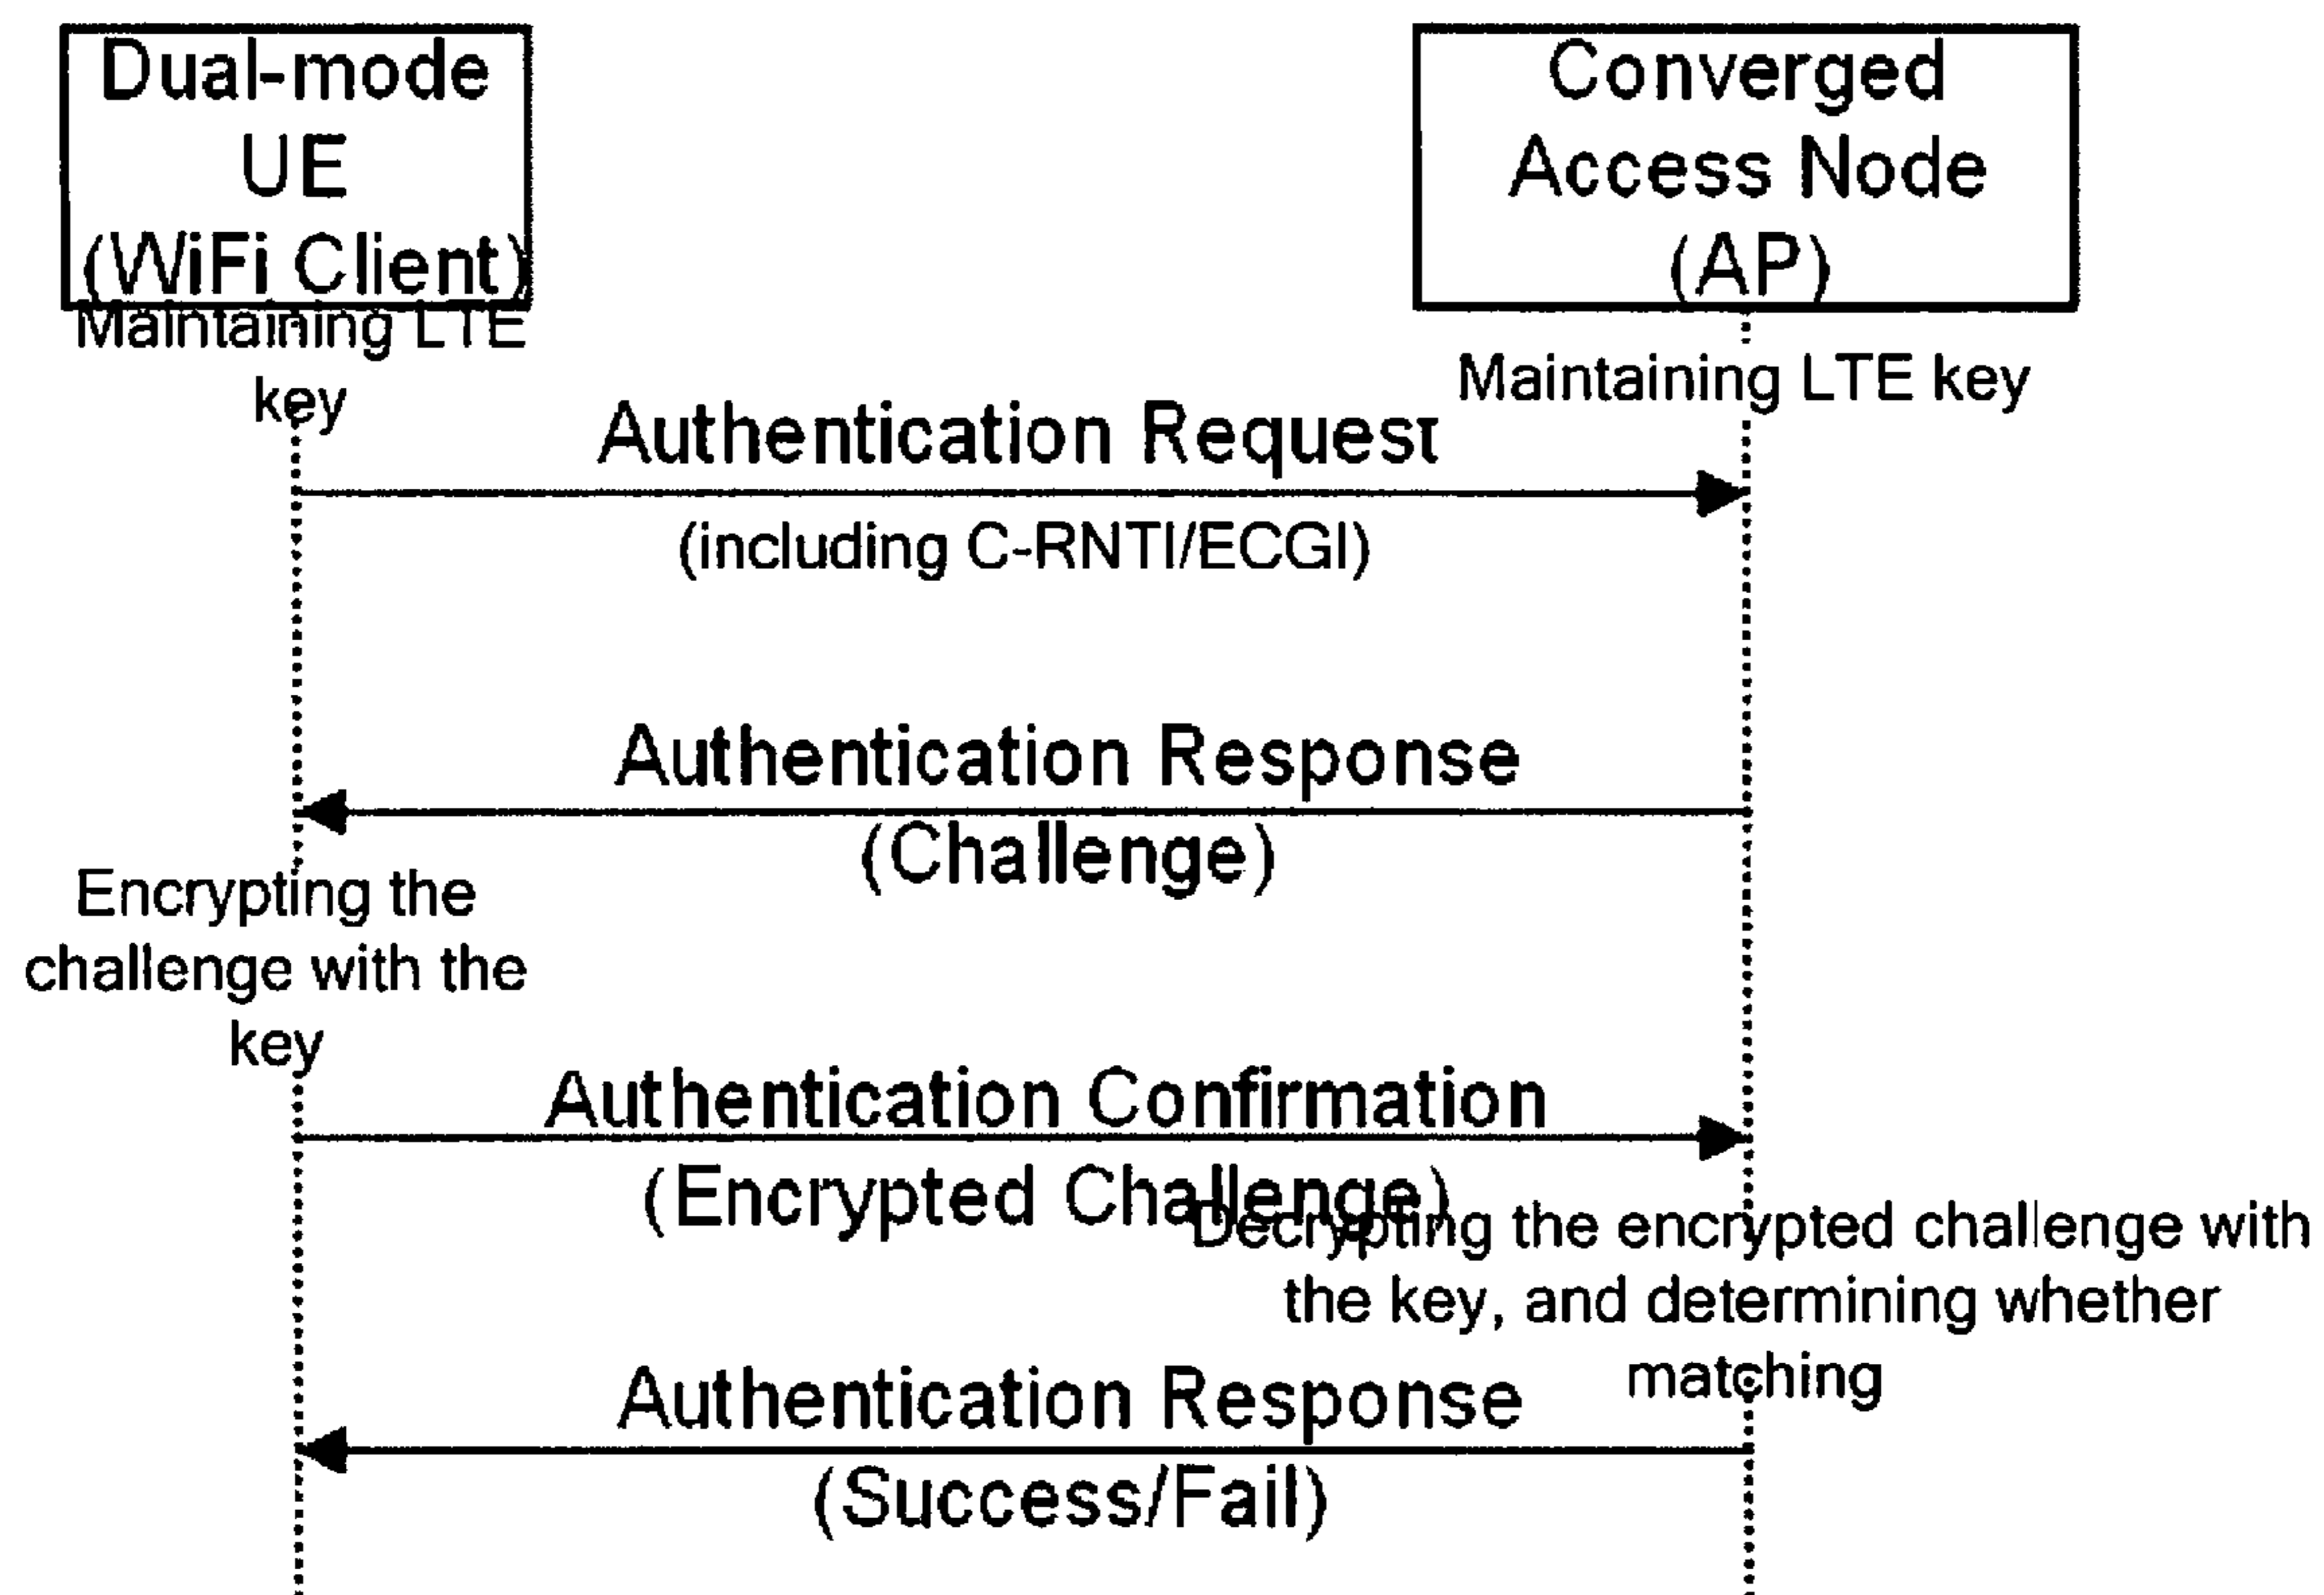 Dual-mode
UE
(WiFi Client)
Converged
Access Node
(AP)
Maintaining LTE
key
Maintaining LTE key
Authentication Request
(including C-RNTI/ECGI)
Authentication Response
(Challenge)
Encrypting the
challenge with the
key
Authentication Confirmation
(Encrypted Challenge)
Decrypting the encrypted challenge with
the key, and determining whether
matching
Authentication Response
(Success/Fail)